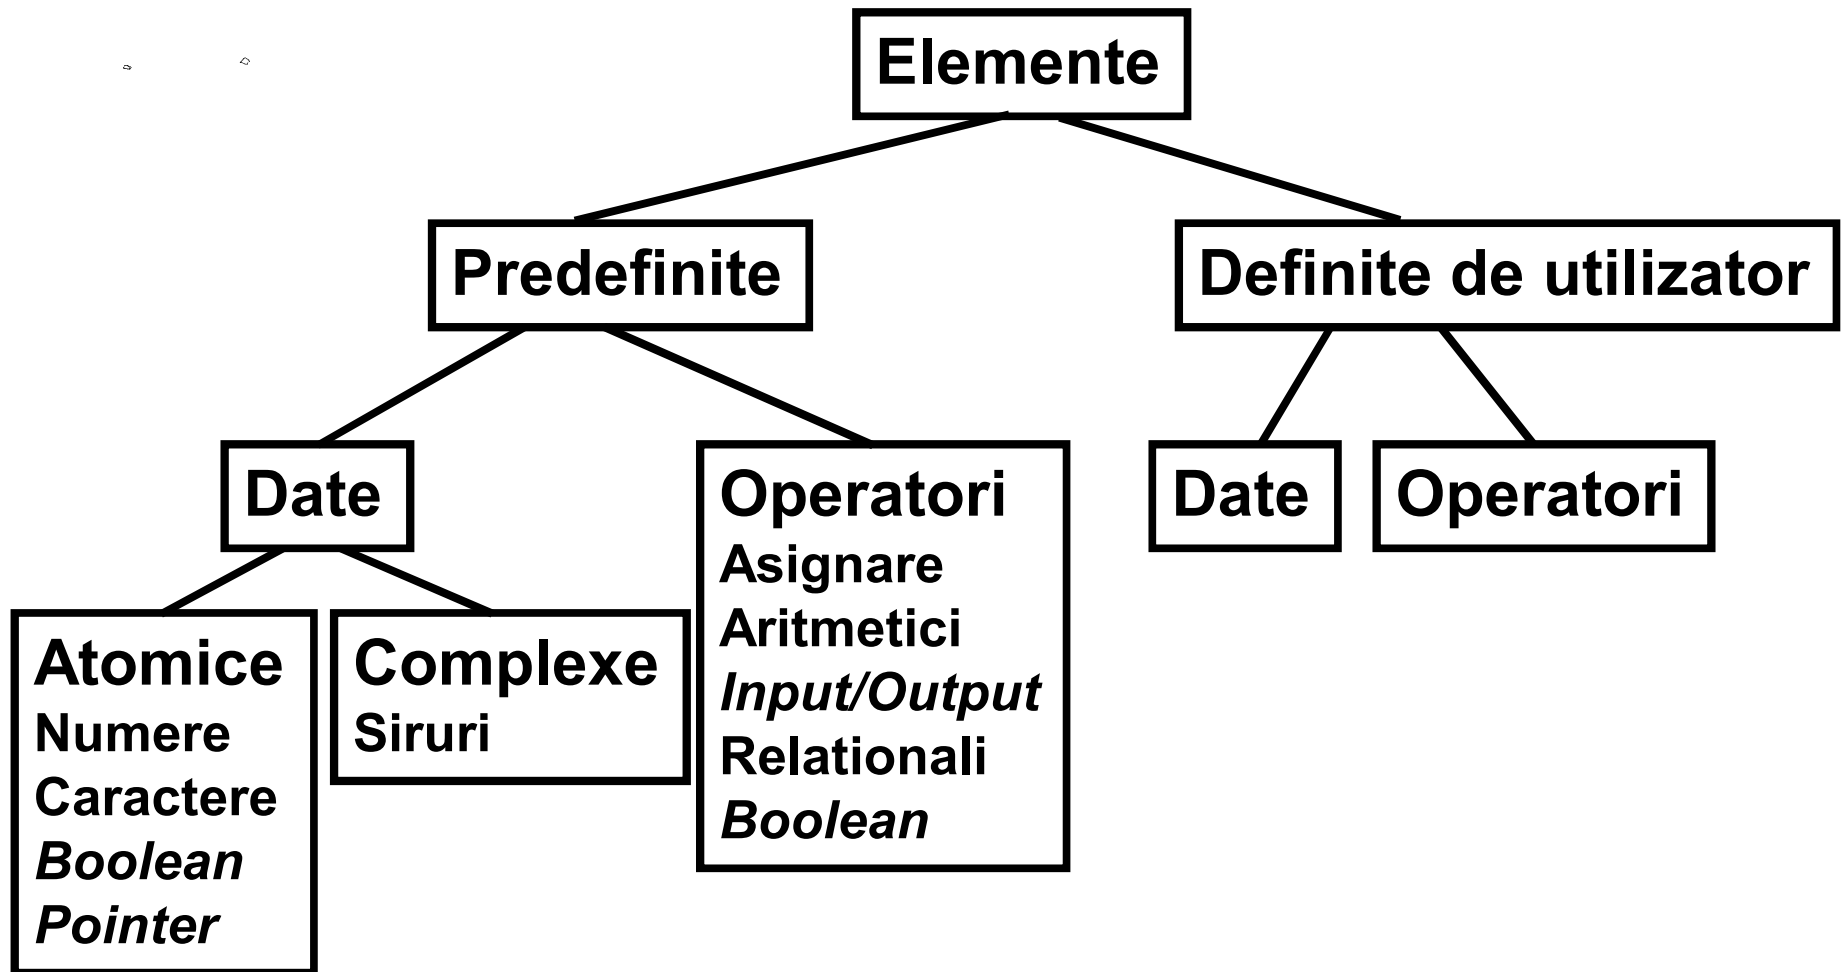 Elemente
Predefinite
Definite de utilizator
Date
Operatori
Asignare
Aritmetici
Input/Output
Relationali
Boolean
Date
Operatori
Atomice
Numere
Caractere
Boolean
Pointer
Complexe
Siruri